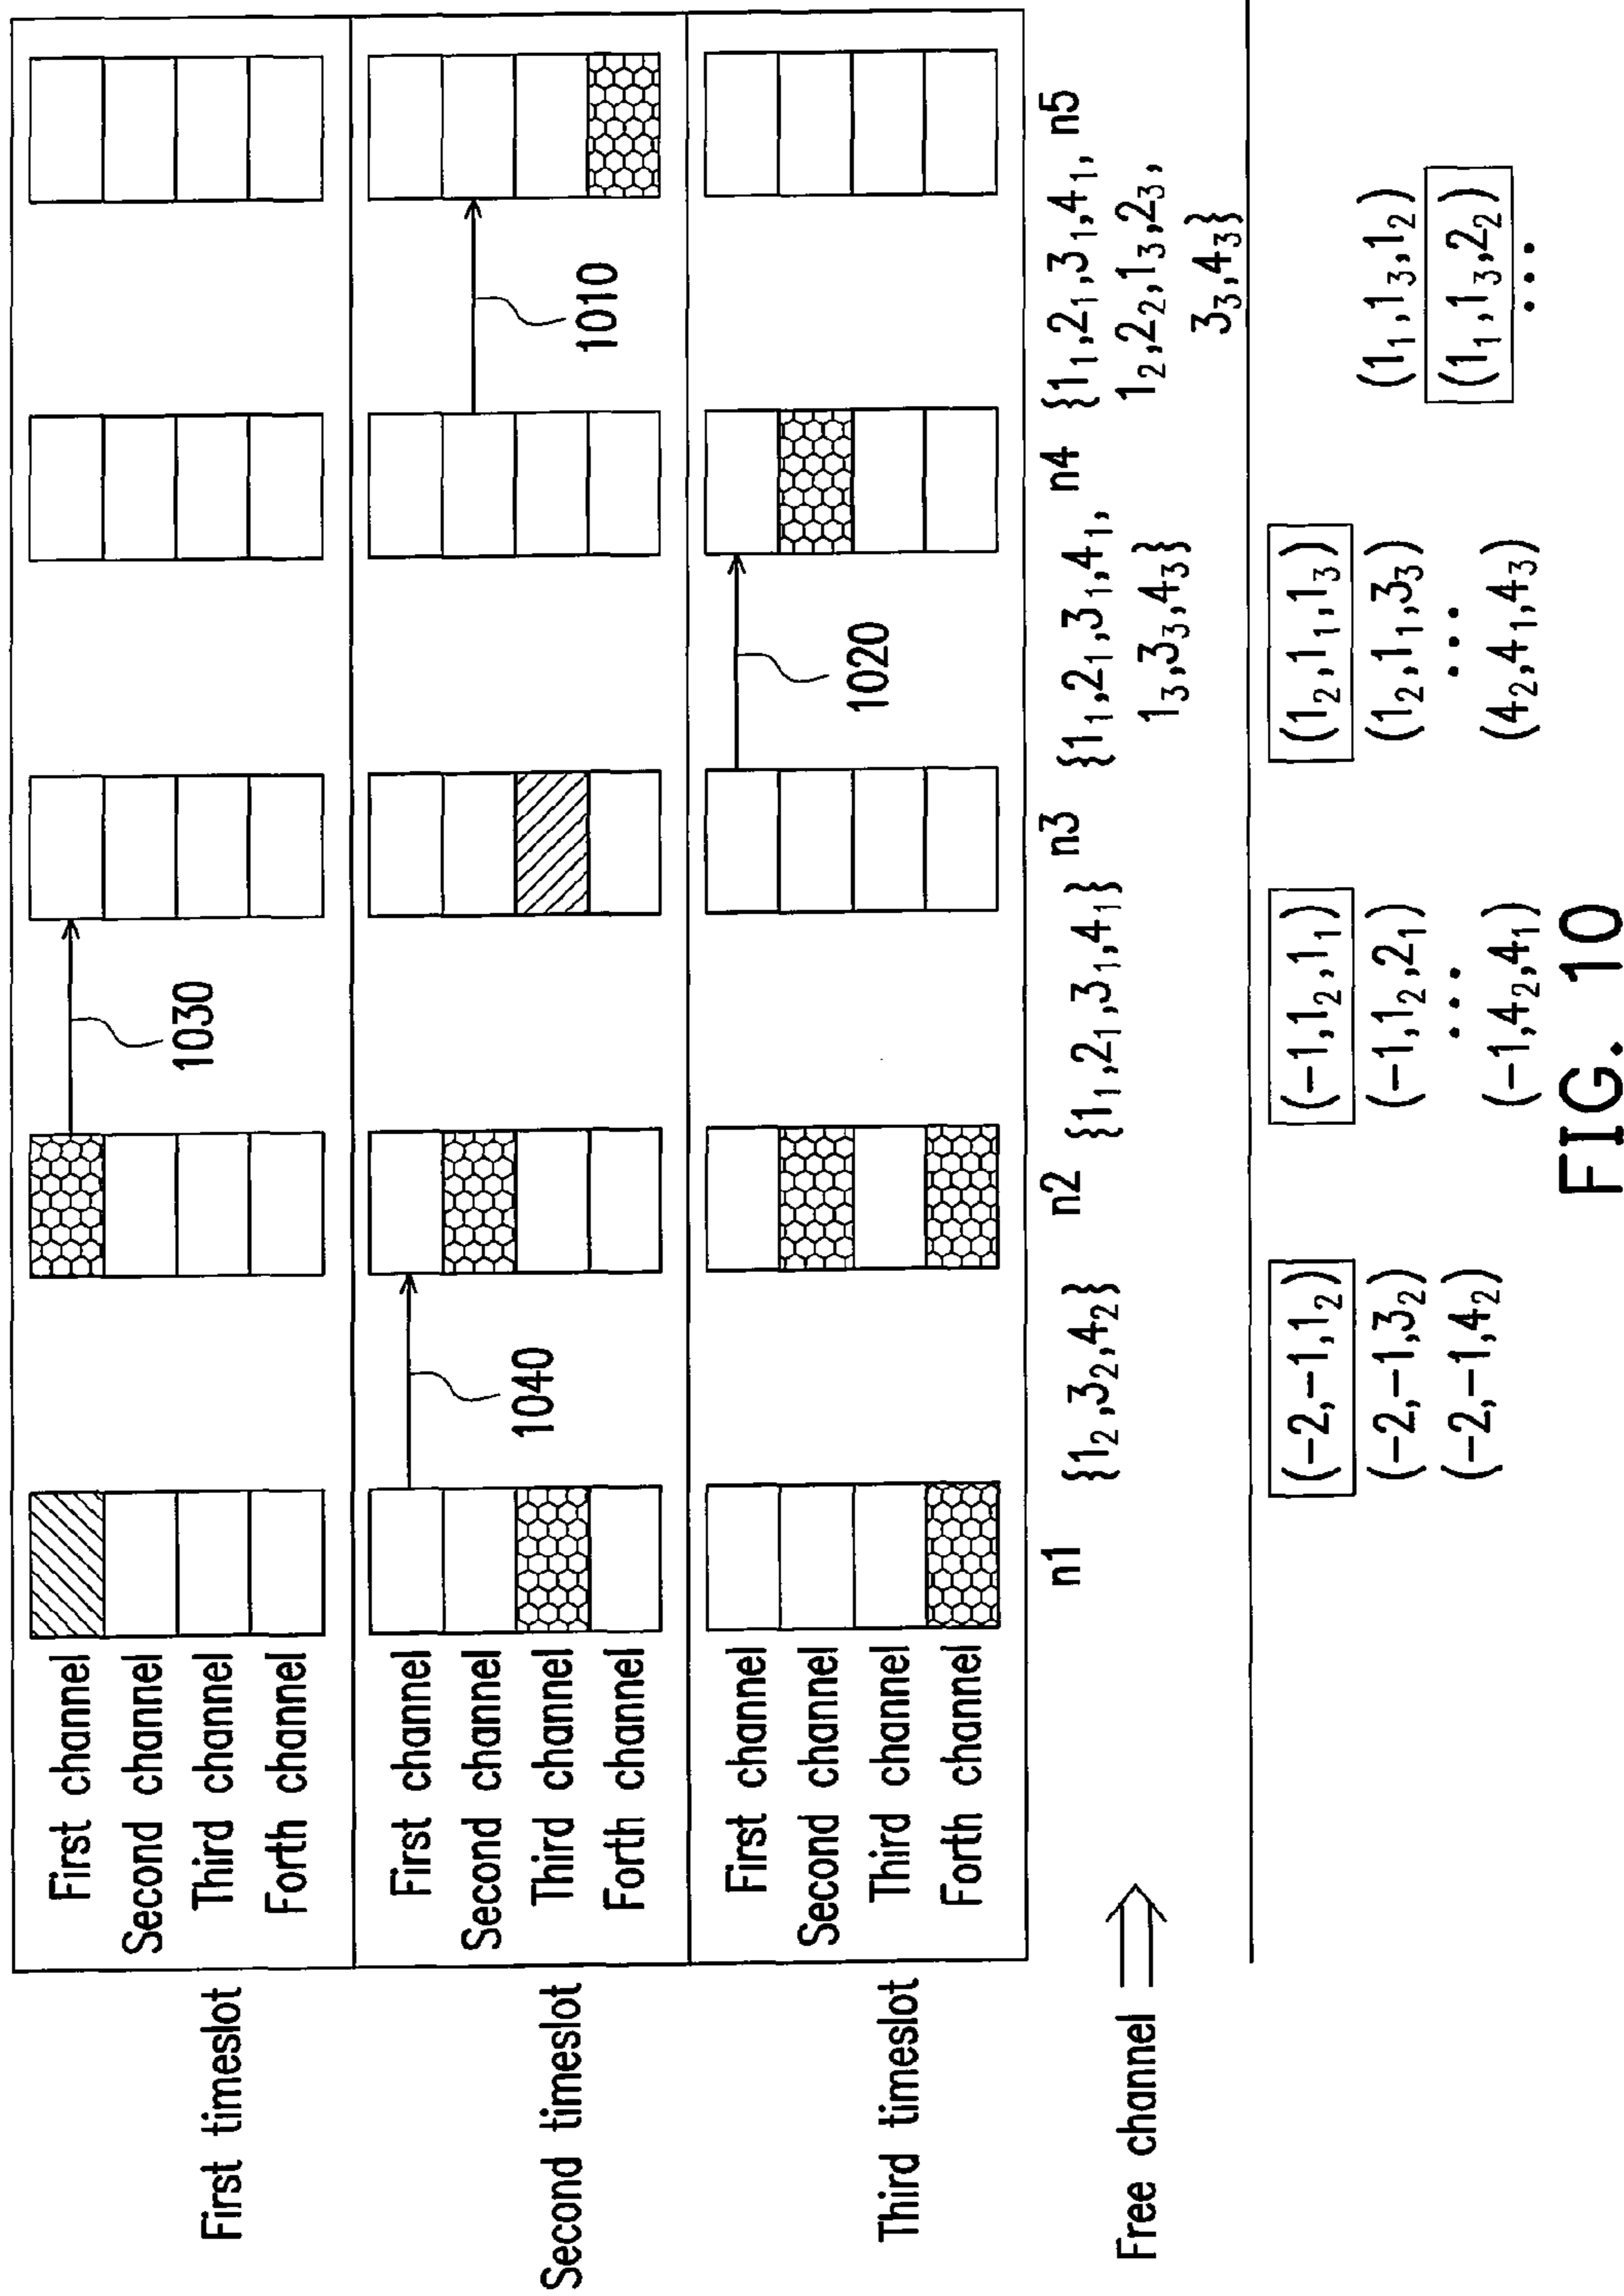 First timeslot
First channel
Second channel
Third channel
Forth channel
1030
Second timeslot
First channel
Second channel
Third channel
Forth channel
1040
1010
Third timeslot
First channel
Second channel
Third channel
Forth channel
1020
n1 n2 n3 n4 n5
Free channel ⇒
{1₂,3₂,4₂}
{1₁,2₁,3₁,4₁}
{1₁,2₁,3₁,4₁,
1₃,3₃,4₃}
{1₁,2₁,3₁,4₁,
1₂,2₂,1₃,2₃,
3₃,4₃}
(-2,-1,1₂)
(-2,-1,3₂)
(-2,-1,4₂)
(-1,1₂,1₁)
(-1,1₂,2₁)
...
(-1,4₂,4₁)
(1₂,1₁,1₃)
(1₂,1₁,3₃)
...
(4₂,4₁,4₃)
(1₁,1₃,1₂)
(1₁,1₃,2₂)
...
FIG. 10